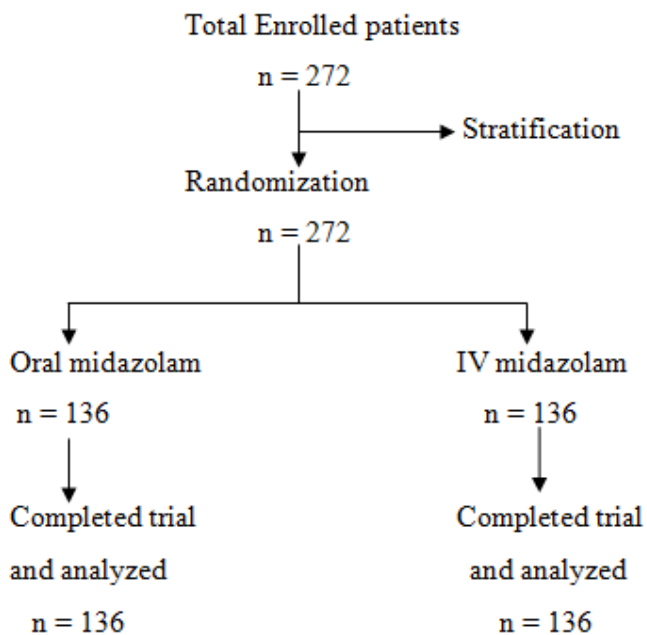 Total Enrolled patients
n = 272
Stratification
Randomization
n = 272
Oral midazolam
n = 136
IV midazolam
n = 136
Completed trial
and analyzed
n = 136
Completed trial
and analyzed
n = 136